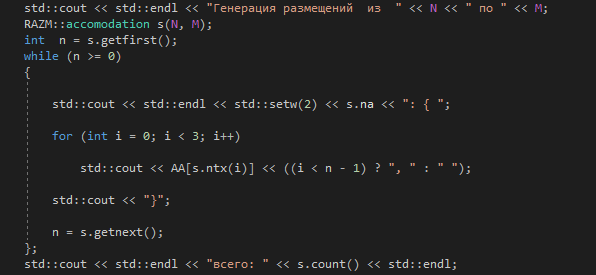 std::cout << std::endl << "Генерация размещений  из  " << N << " по " << M;
RAZM::accomodation s(N, M);
int  n = s.getfirst();
while (n >= 0)
{
std::cout << std::endl << std::setw(2) << s.na << ": { ";
for (int i = 0; i < 3; i++)
std::cout << AA[s.ntx(i)] << ((i < n - 1) ? ", " : " ");
std::cout << "}";
n = s.getnext();
};
std::cout << std::endl << "всего: " << s.count() << std::endl;